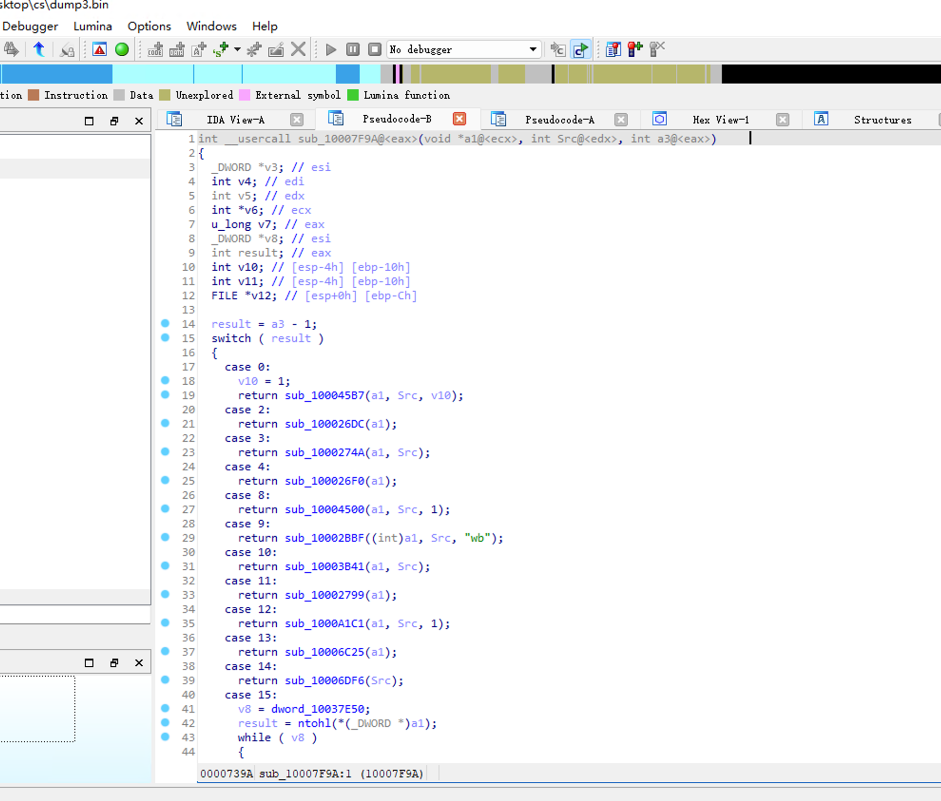 sktop\cs\dump3.bin
Debugger Lumina Options Windows Help
No debugger
tion Instruction Data Unexplored External symbol Lumina function
IDA View-A Pseudocode-B Pseudocode-A Hex View-1 Structures
1 int __usercall sub_10007F9A@<eax>(void *a1@<ecx>, int Src@<edx>, int a3@<eax>)
2 {
3 _DWORD *v3; // esi
4 int v4; // edi
5 int v5; // edx
6 int *v6; // ecx
7 u_long v7; // eax
8 _DWORD *v8; // esi
9 int result; // eax
10 int v10; // [esp-4h] [ebp-10h]
11 int v11; // [esp-4h] [ebp-10h]
12 FILE *v12; // [esp+0h] [ebp-Ch]
13
14 result = a3 - 1;
15 switch ( result )
16 {
17 case 0:
18 v10 = 1;
19 return sub_100045B7(a1, Src, v10);
20 case 2:
21 return sub_100026DC(a1);
22 case 3:
23 return sub_1000274A(a1, Src);
24 case 4:
25 return sub_100026F0(a1);
26 case 8:
27 return sub_10004500(a1, Src, 1);
28 case 9:
29 return sub_10002BBF((int)a1, Src, "wb");
30 case 10:
31 return sub_10003B41(a1, Src);
32 case 11:
33 return sub_10002799(a1);
34 case 12:
35 return sub_1000A1C1(a1, Src, 1);
36 case 13:
37 return sub_10006C25(a1);
38 case 14:
39 return sub_10006DF6(Src);
40 case 15:
41 v8 = dword_10037E50;
42 result = ntohl(*(_DWORD *)a1);
43 while ( v8 )
44 {
0000739A sub_10007F9A:1 (10007F9A)